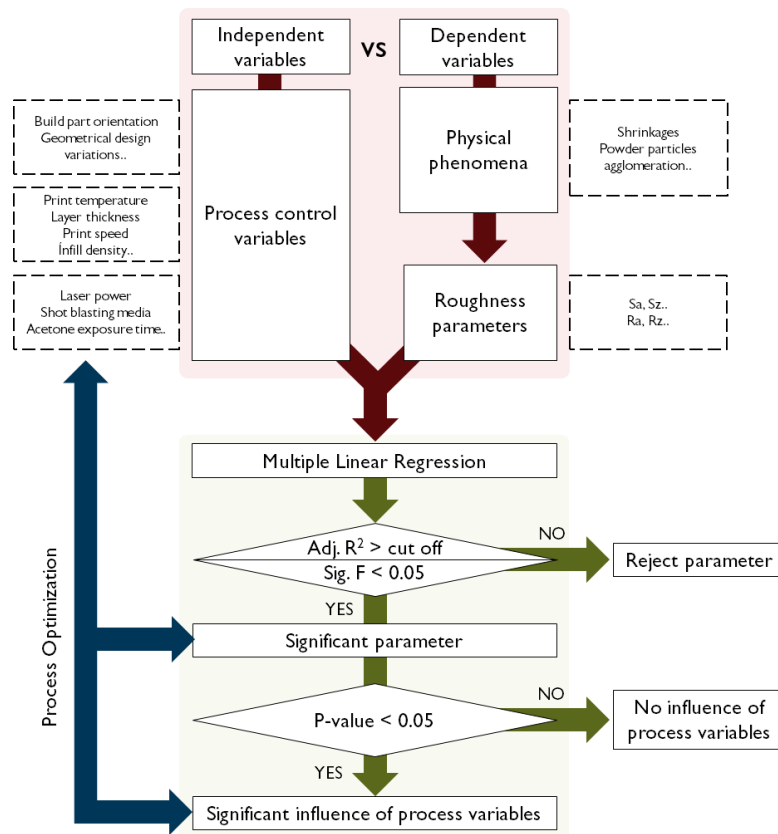 Independent
variables
VS
Dependent
variables
Build part orientation
Geometrical design
variations..
Print temperature
Layer thickness
Print speed
Ínfill density..
Laser power
Shot blasting media
Acetone exposure time..
Process control
variables
Physical
phenomena
Shrinkages
Powder particles
agglomeration..
Roughness
parameters
Sa, Sz..
Ra, Rz..
Multiple Linear Regression
Adj. R² > cut off
Sig. F < 0.05
NO
Reject parameter
YES
Significant parameter
P-value < 0.05
NO
No influence of
process variables
YES
Significant influence of process variables
Process Optimization